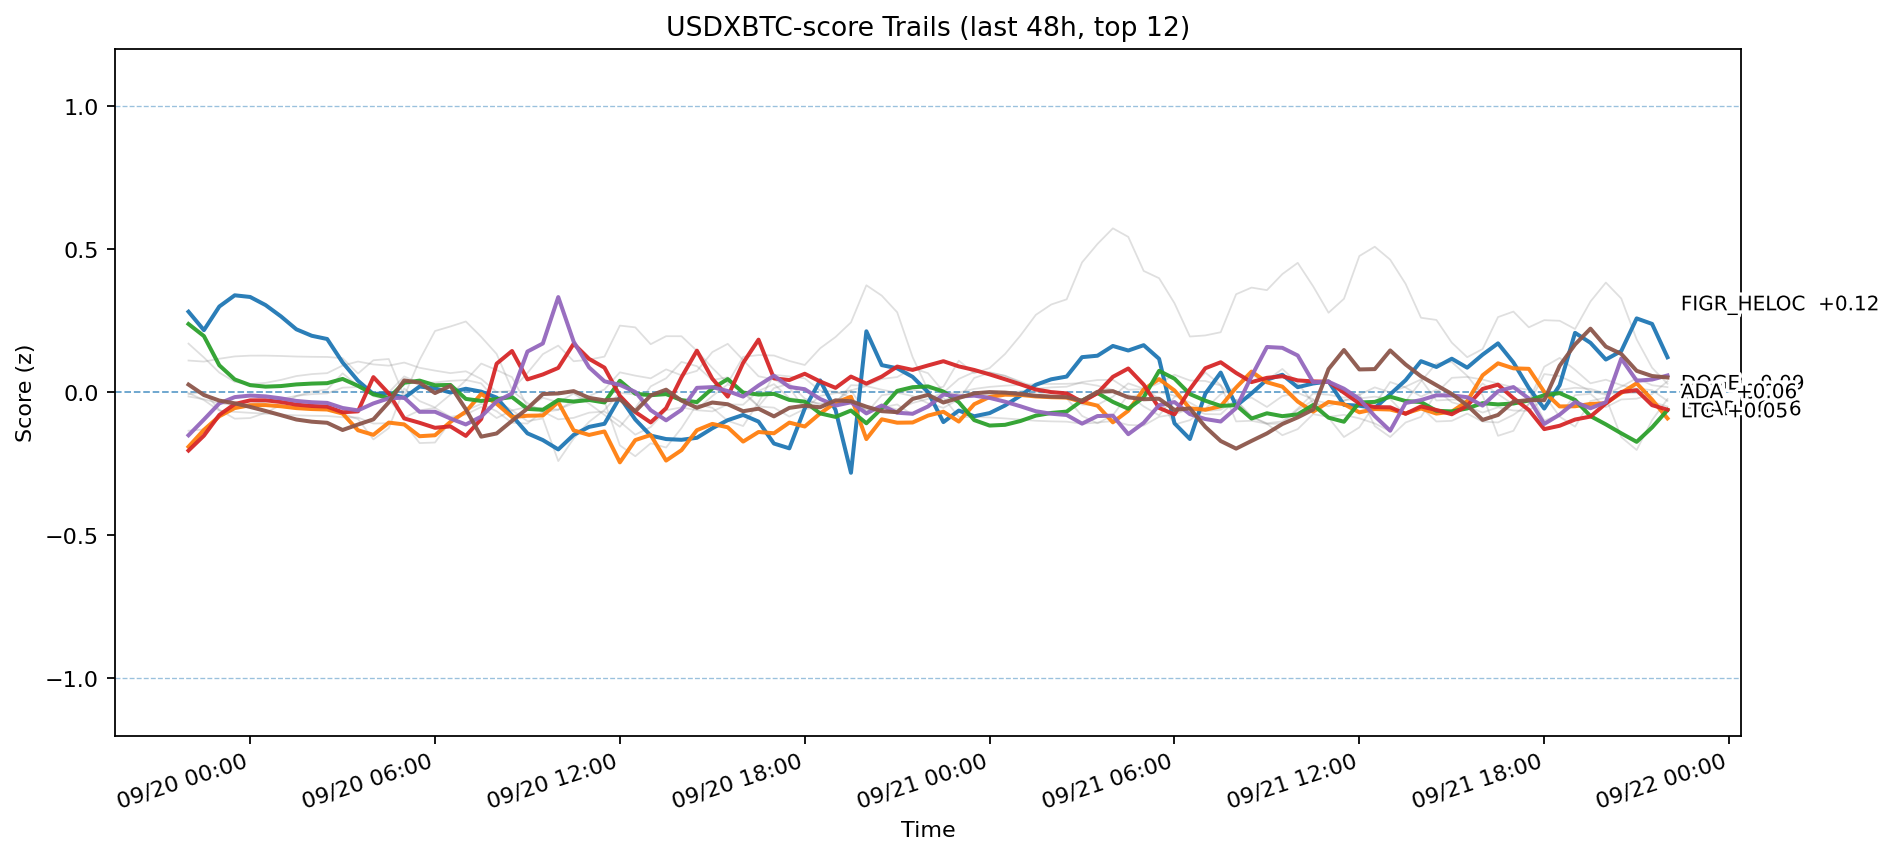 USDXBTC-score Trails (last 48h, top 12)
Score (z)
1.0
0.5
0.0
−0.5
−1.0
FIGR_HELOC +0.12
ADA +0.06
09/20 00:00
09/20 06:00
09/20 12:00
09/20 18:00
09/21 00:00
09/21 06:00
09/21 12:00
09/21 18:00
09/22 00:00
Time